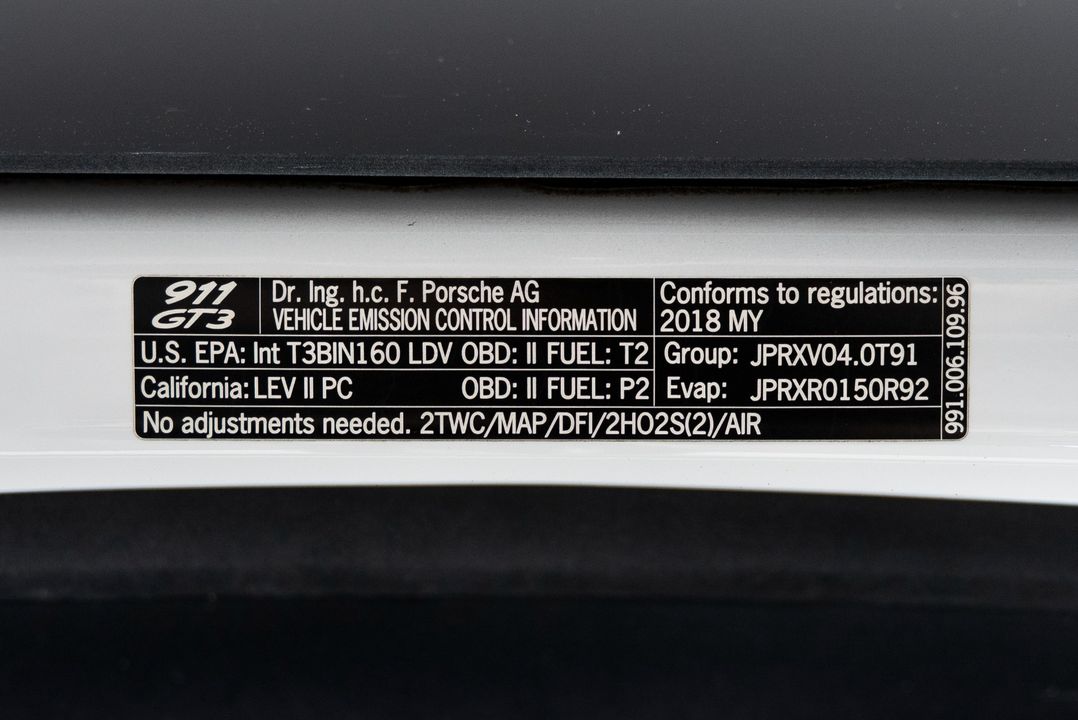 911
GT3
Dr. Ing. h.c. F. Porsche AG
VEHICLE EMISSION CONTROL INFORMATION
Conforms to regulations:
2018 MY
U.S. EPA: Int T3BIN160 LDV OBD: II FUEL: T2
Group: JPRXV04.0T91
California: LEV II PC OBD: II FUEL: P2
Evap: JPRXR0150R92
No adjustments needed. 2TWC/MAP/DFI/2HO2S(2)/AIR
991.006.109.96